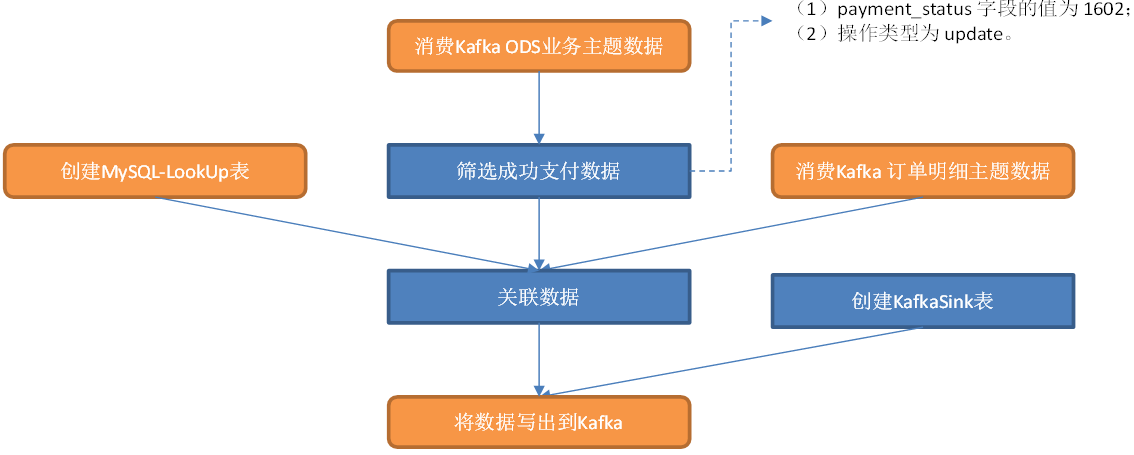 （1）payment_status 字段的值为 1602；
（2）操作类型为 update。
消费Kafka ODS业务主题数据
创建MySQL-LookUp表
筛选成功支付数据
消费Kafka 订单明细主题数据
关联数据
创建KafkaSink表
将数据写出到Kafka